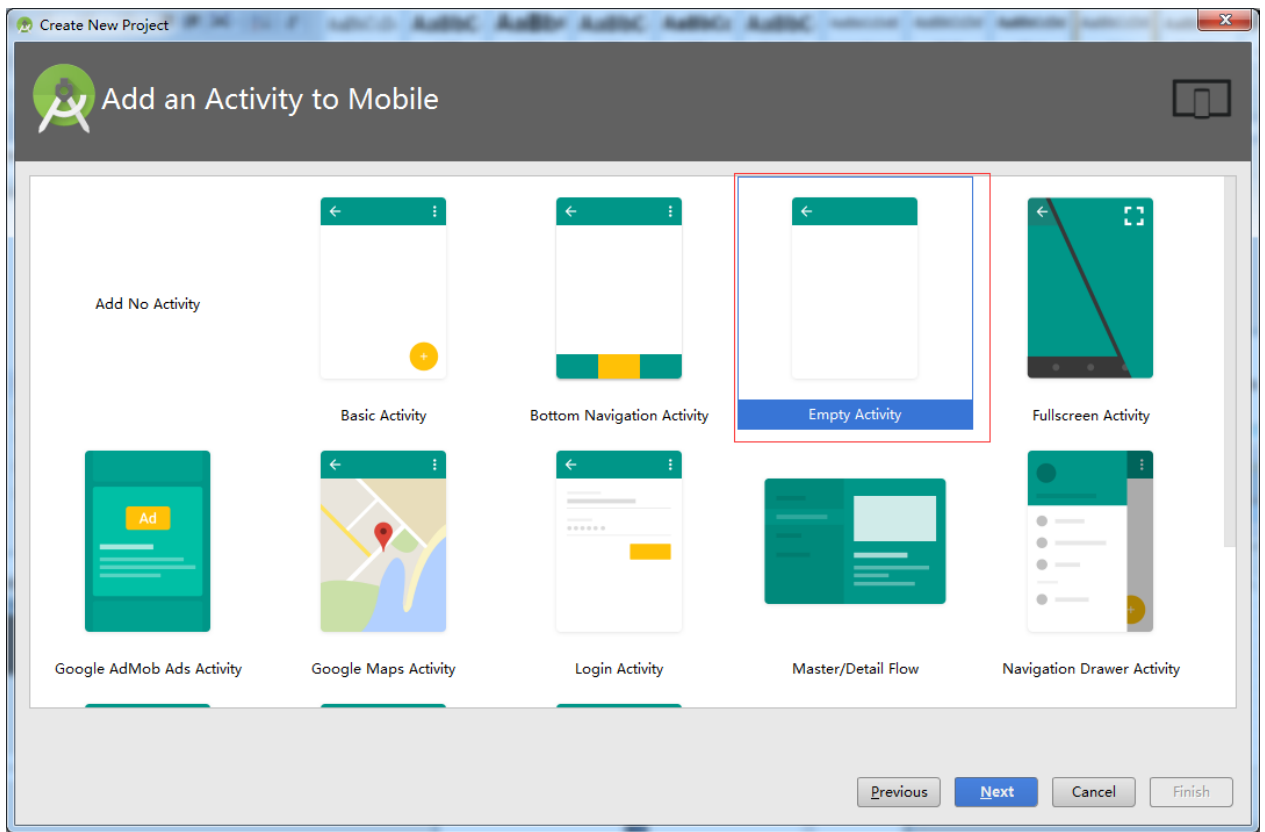 Create New Project
Add an Activity to Mobile
Add No Activity
Basic Activity
Bottom Navigation Activity
Empty Activity
Fullscreen Activity
Ad
Google AdMob Ads Activity
Google Maps Activity
Login Activity
Master/Detail Flow
Navigation Drawer Activity
Previous
Next
Cancel
Finish